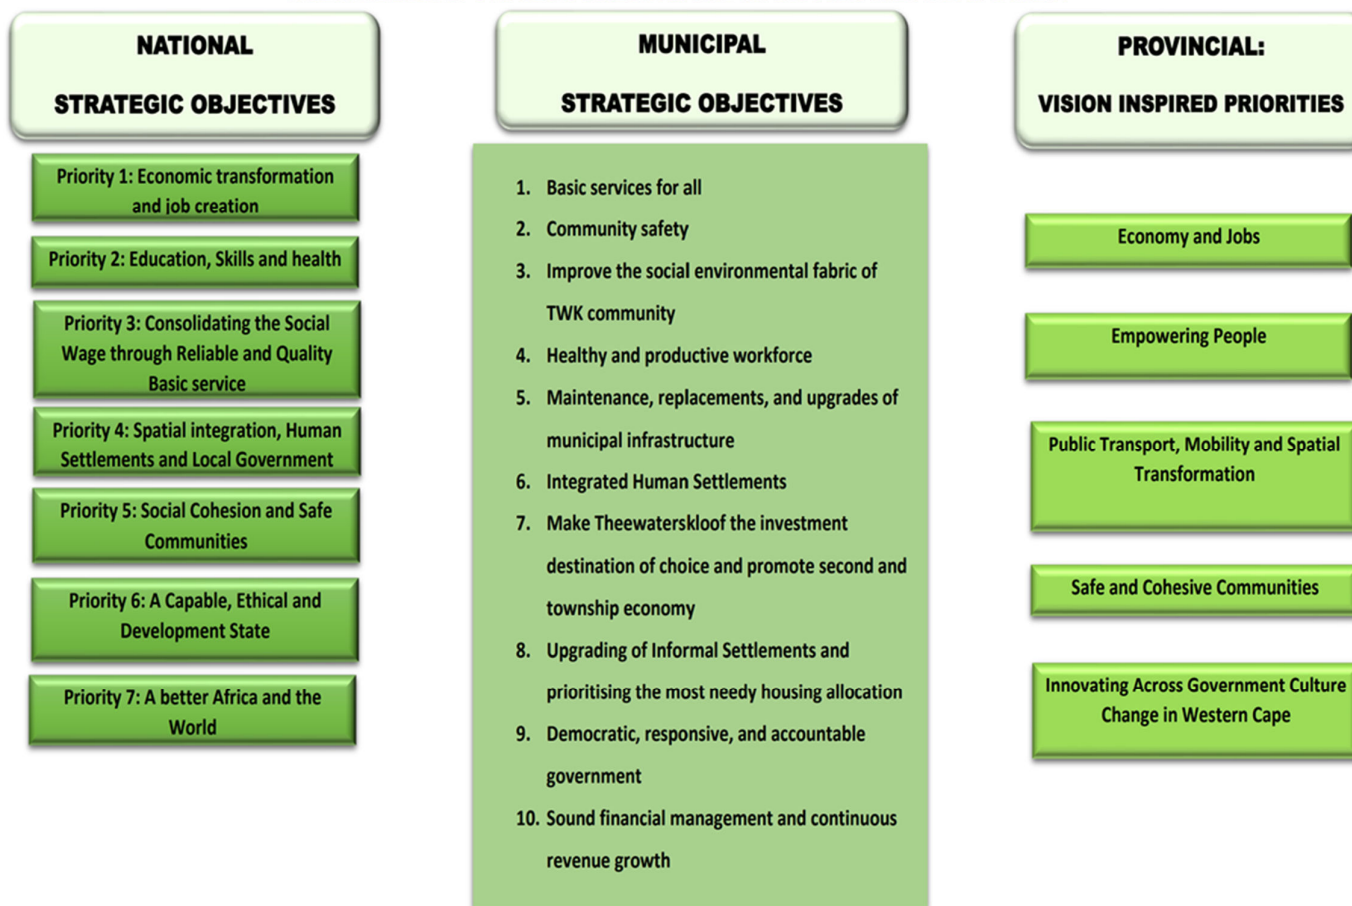 NATIONAL
STRATEGIC OBJECTIVES
Priority 1: Economic transformation
and job creation
Priority 2: Education, Skills and health
Priority 3: Consolidating the Social
Wage through Reliable and Quality
Basic service
Priority 4: Spatial integration, Human
Settlements and Local Government
Priority 5: Social Cohesion and Safe
Communities
Priority 6: A Capable, Ethical and
Development State
Priority 7: A better Africa and the
World
MUNICIPAL
STRATEGIC OBJECTIVES
1. Basic services for all
2. Community safety
3. Improve the social environmental fabric of
TWK community
4. Healthy and productive workforce
5. Maintenance, replacements, and upgrades of
municipal infrastructure
6. Integrated Human Settlements
7. Make Theewaterskloof the investment
destination of choice and promote second and
township economy
8. Upgrading of Informal Settlements and
prioritising the most needy housing allocation
9. Democratic, responsive, and accountable
government
10. Sound financial management and continuous
revenue growth
PROVINCIAL:
VISION INSPIRED PRIORITIES
Economy and Jobs
Empowering People
Public Transport, Mobility and Spatial
Transformation
Safe and Cohesive Communities
Innovating Across Government Culture
Change in Western Cape